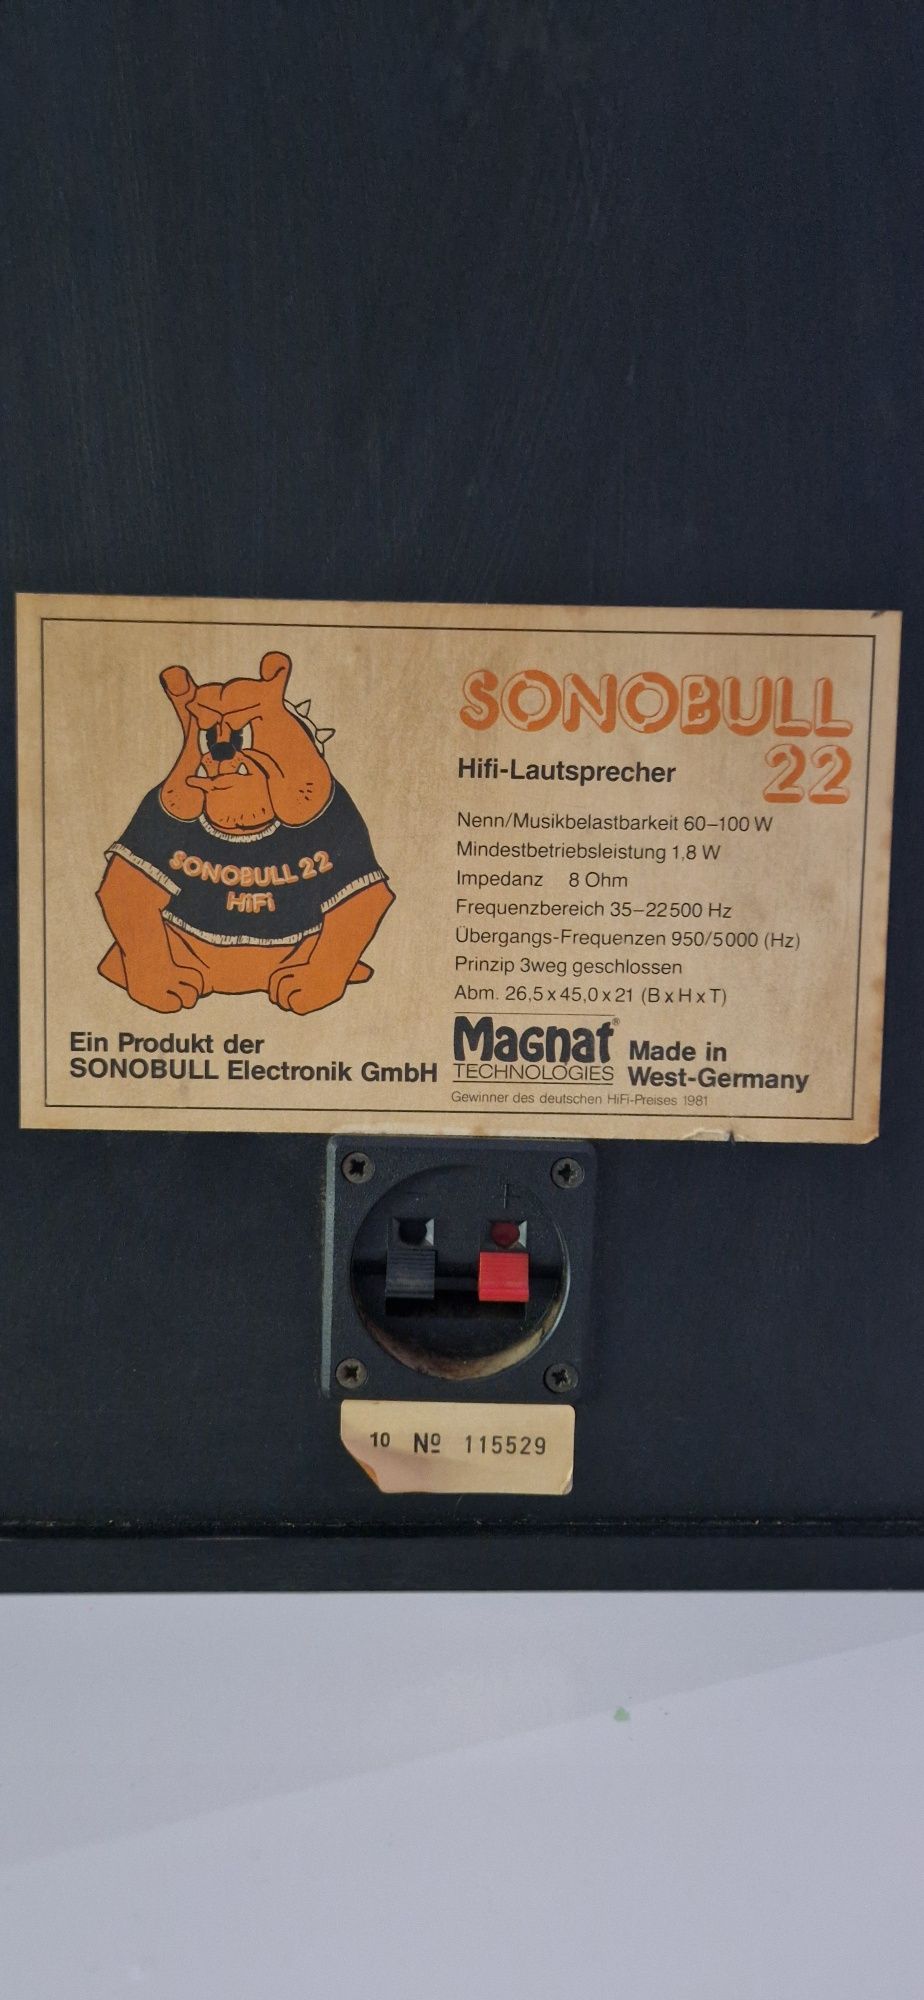 SONOBULL
22
Hifi-Lautsprecher
Nenn/Musikbelastbarkeit 60–100 W
Mindestbetriebsleistung 1,8 W
Impedanz 8 Ohm
Frequenzbereich 35–22500 Hz
Übergangs-Frequenzen 950/5000 (Hz)
Prinzip 3weg geschlossen
Abm. 26,5 x 45,0 x 21 (B x H x T)
SONOBULL 22
HiFi
Ein Produkt der
SONOBULL Electronik GmbH
Magnat®
TECHNOLOGIES
Made in
West-Germany
Gewinner des deutschen HiFi-Preises 1981
+
10 Nº 115529